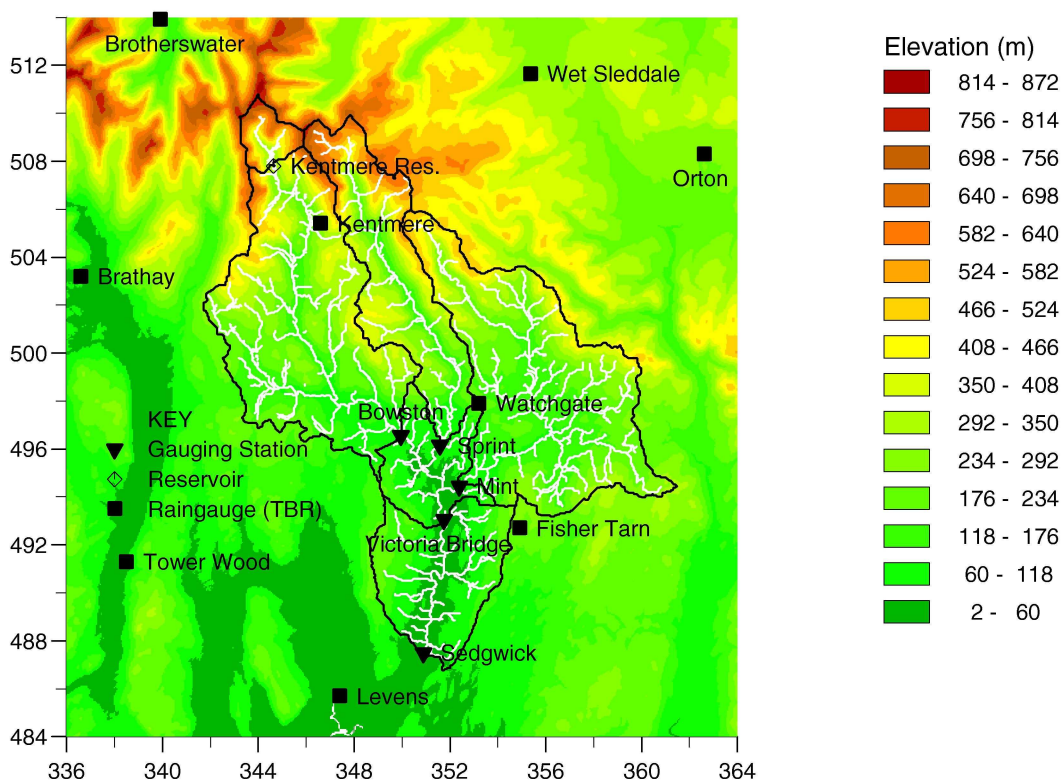 Brotherswater
512
Wet Sleddale
508
Kentmere Res.
Orton
Kentmere
504
Brathay
500
Bowston
Watchgate
KEY
496
Gauging Station
Sprint
Reservoir
Mint
Raingauge (TBR)
Fisher Tarn
492
Victoria Bridge
Tower Wood
488
Sedgwick
Levens
484
336 340 344 348 352 356 360 364
Elevation (m)
814 - 872
756 - 814
698 - 756
640 - 698
582 - 640
524 - 582
466 - 524
408 - 466
350 - 408
292 - 350
234 - 292
176 - 234
118 - 176
60 - 118
2 - 60